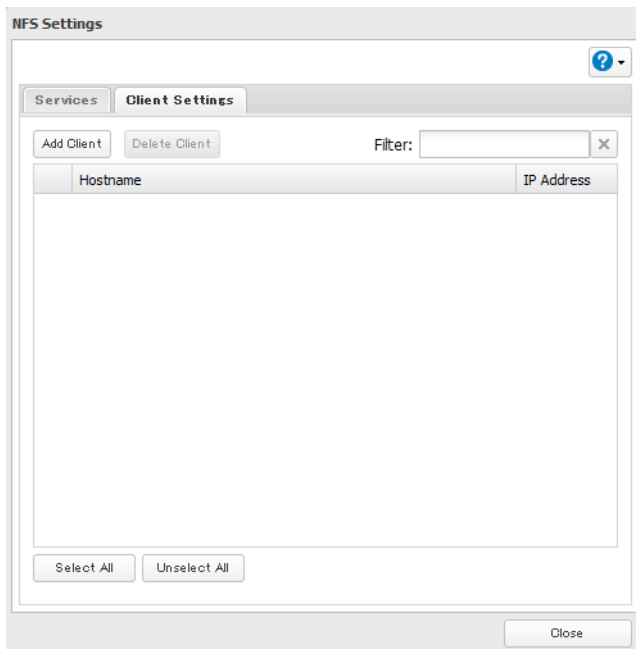 NFS Settings
?
Services Client Settings
Add Client Delete Client Filter:
Hostname IP Address
Select All Unselect All
Close